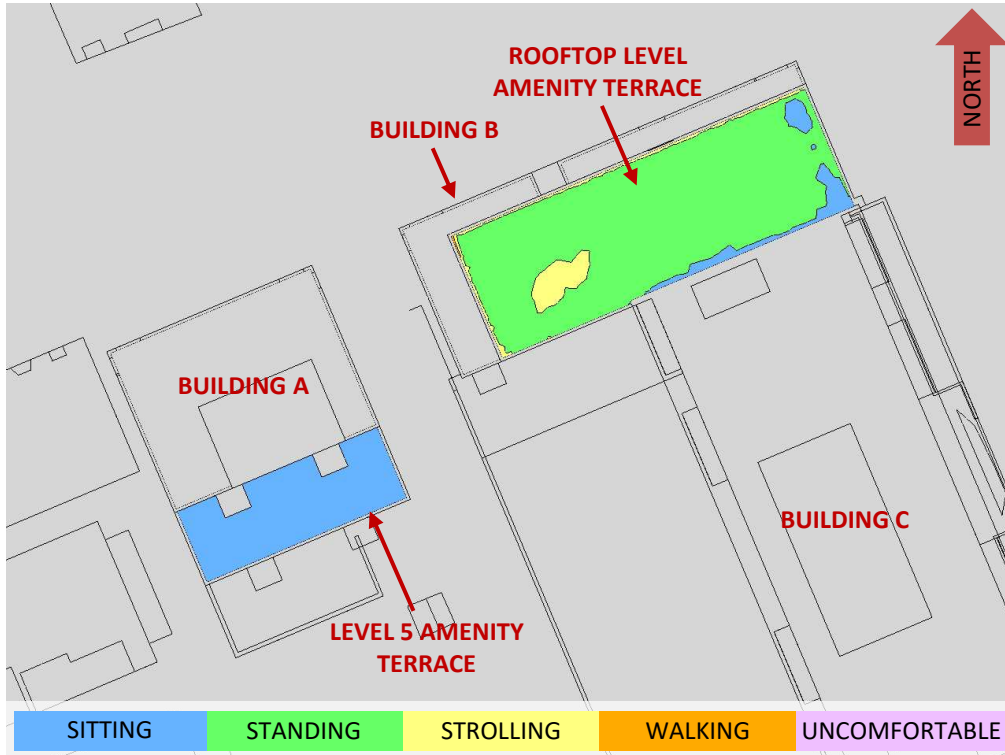 ROOFTOP LEVEL
AMENITY TERRACE
NORTH
BUILDING B
BUILDING A
BUILDING C
LEVEL 5 AMENITY
TERRACE
SITTING
STANDING
STROLLING
WALKING
UNCOMFORTABLE